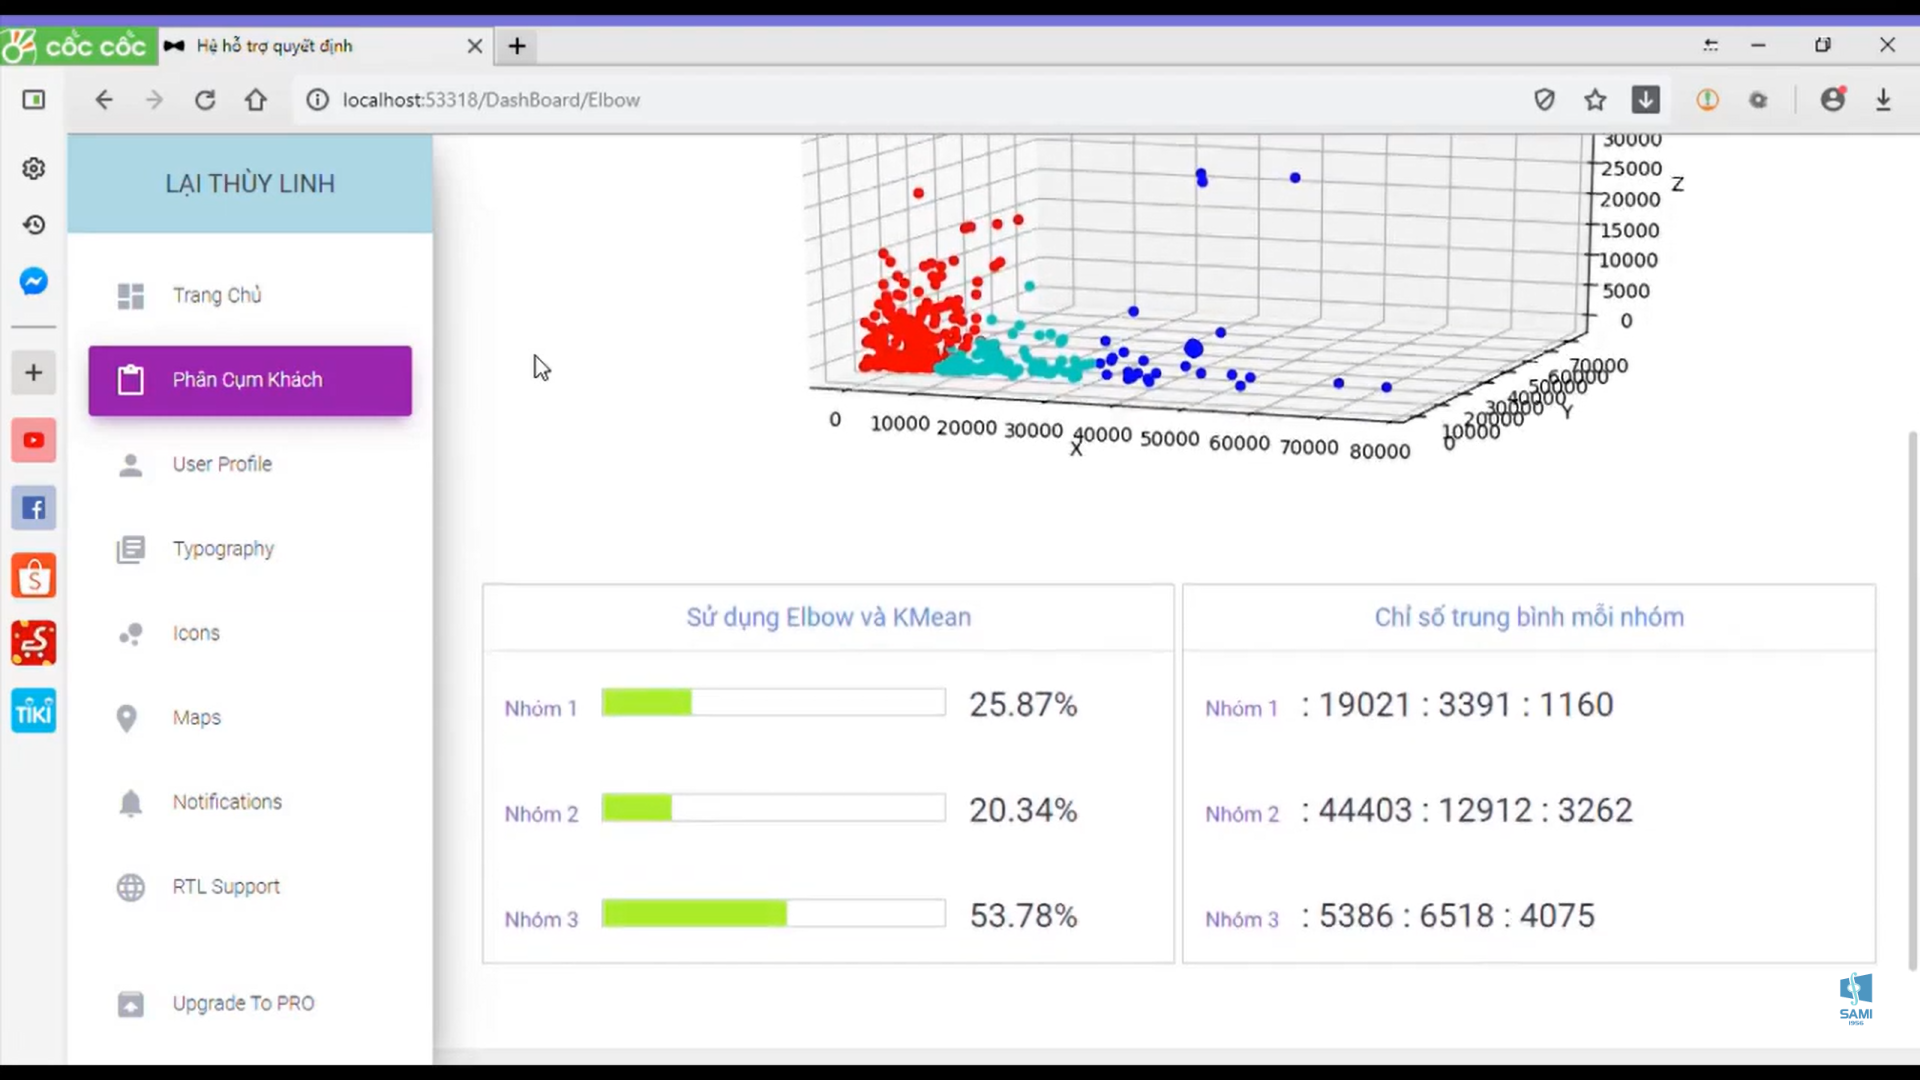 cốc cốc
Hệ hỗ trợ quyết định
localhost:53318/DashBoard/Elbow
LẠI THÙY LINH
Trang Chủ
Phân Cụm Khách
User Profile
Typography
Icons
Maps
Notifications
RTL Support
Upgrade To PRO
TIKI
30000
25000
20000
15000
10000
5000
0
Z
0
10000
20000
30000
40000
50000
60000
70000
80000
X
0
10000
20000
30000
40000
50000
60000
70000
Y
Sử dụng Elbow và KMean
Nhóm 1 25.87%
Nhóm 2 20.34%
Nhóm 3 53.78%
Chỉ số trung bình mỗi nhóm
Nhóm 1 : 19021 : 3391 : 1160
Nhóm 2 : 44403 : 12912 : 3262
Nhóm 3 : 5386 : 6518 : 4075
SAMI
1956